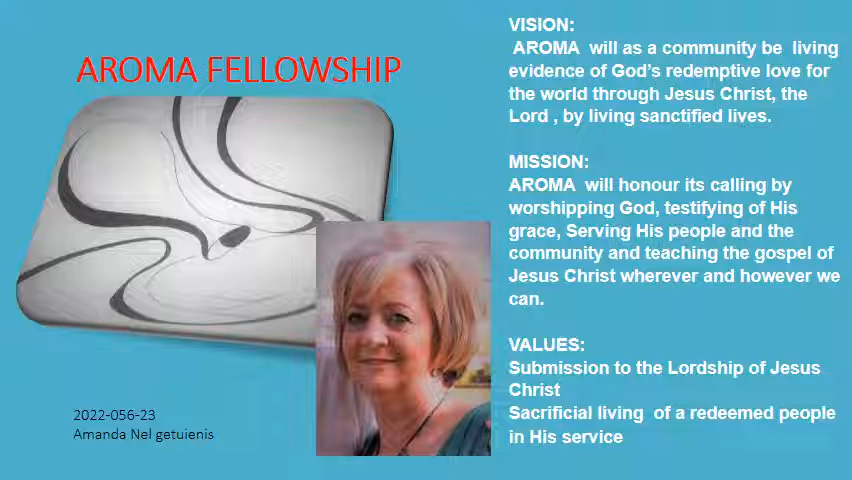 AROMA FELLOWSHIP
2022-056-23
Amanda Nel getuienis
VISION:
AROMA will as a community be living
evidence of God's redemptive love for
the world through Jesus Christ, the
Lord , by living sanctified lives.
MISSION:
AROMA will honour its calling by
worshipping God, testifying of His
grace, Serving His people and the
community and teaching the gospel of
Jesus Christ wherever and however we
can.
VALUES:
Submission to the Lordship of Jesus
Christ
Sacrificial living of a redeemed people
in His service